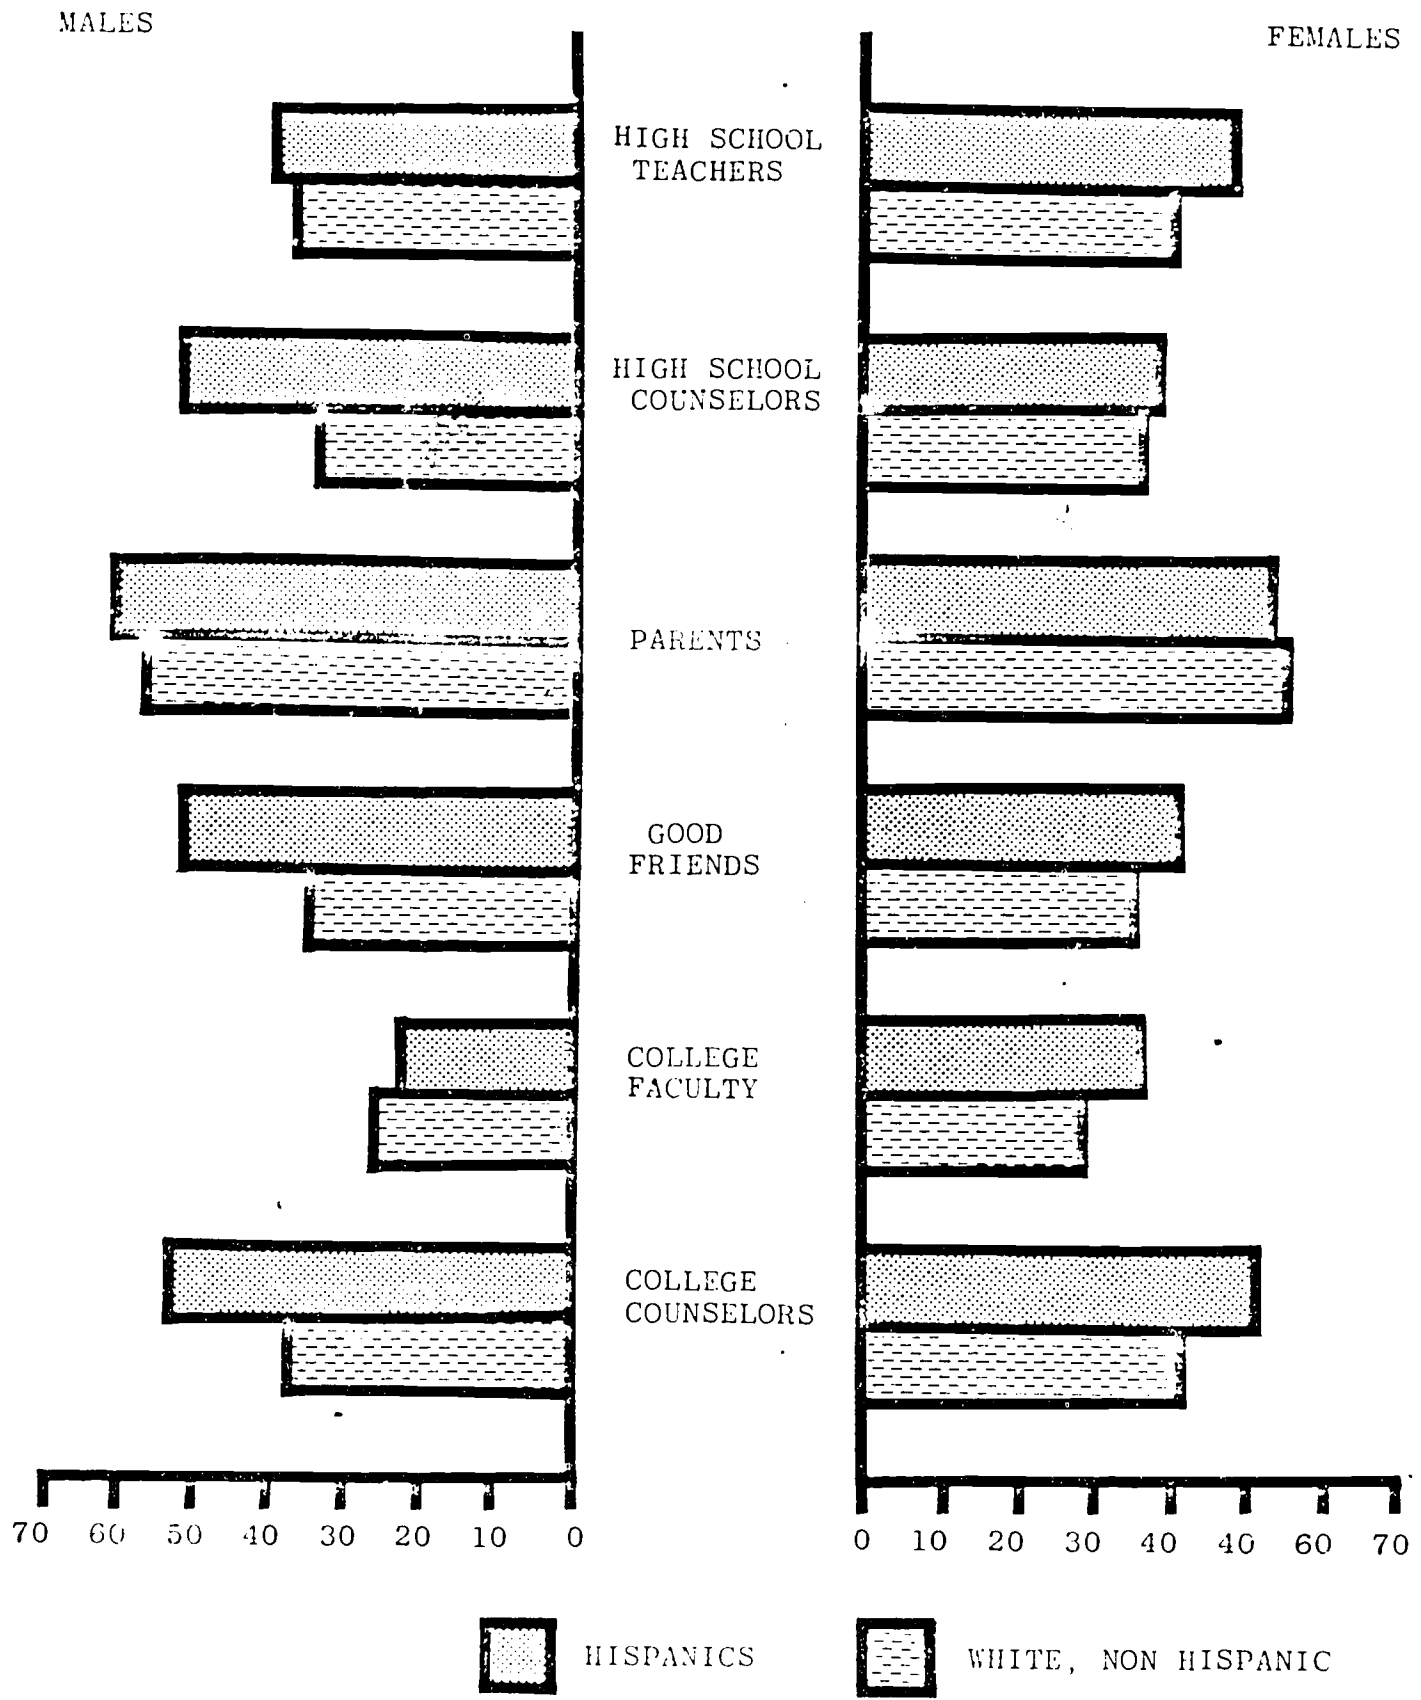 MALES
FEMALES
HIGH SCHOOL
TEACHERS
HIGH SCHOOL
COUNSELORS
PARENTS
GOOD
FRIENDS
COLLEGE
FACULTY
COLLEGE
COUNSELORS
70 60 50 40 30 20 10 0
0 10 20 30 40 40 60 70
HISPANICS
WHITE, NON HISPANIC